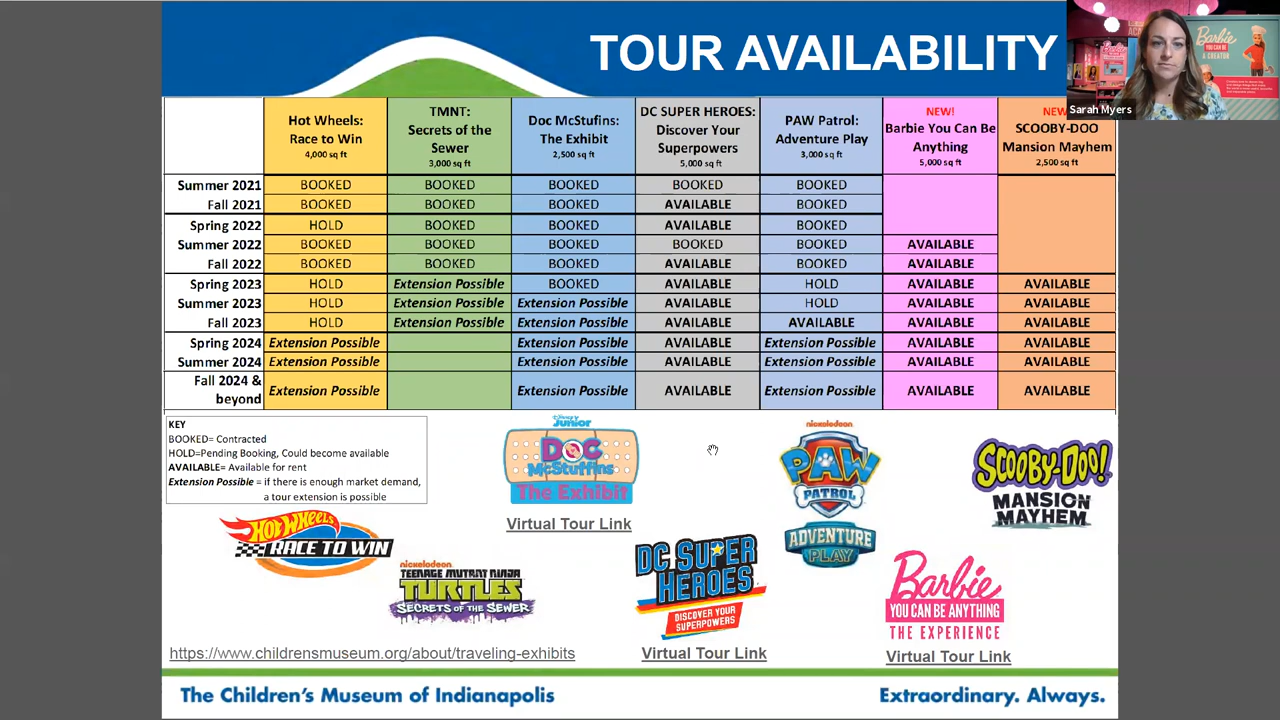 TOUR AVAILABILITY
Sarah Myers
Barbie
YOU CAN BE
A CREATOR
Hot Wheels:
Race to Win
4,000 sq ft
TMNT:
Secrets of the
Sewer
3,000 sq ft
Doc McStufins:
The Exhibit
2,500 sq ft
DC SUPER HEROES:
Discover Your
Superpowers
5,000 sq ft
PAW Patrol:
Adventure Play
3,000 sq ft
NEW!
Barbie You Can Be
Anything
5,000 sq ft
SCOOBY-DOO
Mansion Mayhem
2,500 sq ft
Summer 2021 BOOKED BOOKED BOOKED BOOKED BOOKED
Fall 2021 BOOKED BOOKED BOOKED AVAILABLE BOOKED
Spring 2022 HOLD BOOKED BOOKED AVAILABLE BOOKED
Summer 2022 BOOKED BOOKED BOOKED BOOKED BOOKED AVAILABLE
Fall 2022 BOOKED BOOKED BOOKED AVAILABLE BOOKED AVAILABLE
Spring 2023 HOLD Extension Possible BOOKED AVAILABLE HOLD AVAILABLE AVAILABLE
Summer 2023 HOLD Extension Possible Extension Possible AVAILABLE HOLD AVAILABLE AVAILABLE
Fall 2023 HOLD Extension Possible Extension Possible AVAILABLE AVAILABLE AVAILABLE AVAILABLE
Spring 2024 Extension Possible Extension Possible AVAILABLE Extension Possible AVAILABLE AVAILABLE
Summer 2024 Extension Possible Extension Possible AVAILABLE Extension Possible AVAILABLE AVAILABLE
Fall 2024 &
beyond Extension Possible Extension Possible AVAILABLE Extension Possible AVAILABLE AVAILABLE
KEY
BOOKED= Contracted
HOLD=Pending Booking, Could become available
AVAILABLE= Available for rent
Extension Possible = if there is enough market demand,
a tour extension is possible
HOT WHEELS
RACE TO WIN
nickelodeon
TEENAGE MUTANT NINJA
TURTLES
SECRETS OF THE SEWER
Disney
Junior
DOC
McSTUFFINS
The Exhibit
Virtual Tour Link
DC SUPER
HEROES
DISCOVER YOUR
SUPERPOWERS
Virtual Tour Link
nickelodeon
PAW
PATROL
ADVENTURE
PLAY
Barbie
YOU CAN BE ANYTHING
THE EXPERIENCE
Virtual Tour Link
SCOOBY-DOO!
MANSION
MAYHEM
https://www.childrensmuseum.org/about/traveling-exhibits
The Children's Museum of Indianapolis
Extraordinary. Always.